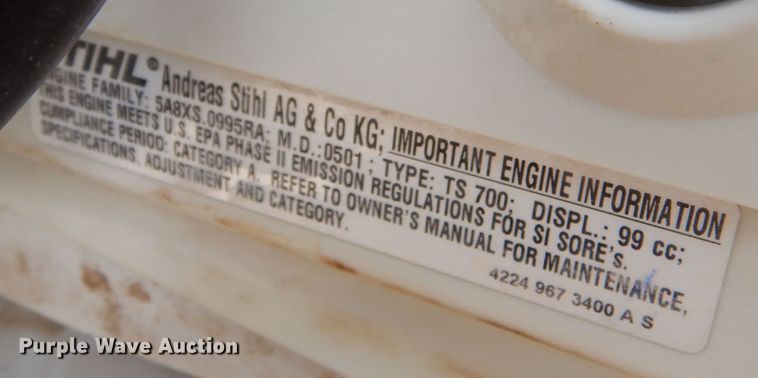 STIHL® Andreas Stihl AG & Co KG; IMPORTANT ENGINE INFORMATION
ENGINE FAMILY: 5A8XS.0995RA; M.D.:0501; TYPE: TS 700; DISPL.: 99 cc;
THIS ENGINE MEETS U.S. EPA PHASE II EMISSION REGULATIONS FOR SI SORE's.
COMPLIANCE PERIOD: CATEGORY A. REFER TO OWNER'S MANUAL FOR MAINTENANCE,
SPECIFICATIONS, ADJUSTMENT AND CATEGORY.
4224 967 3400 A S
Purple Wave Auction